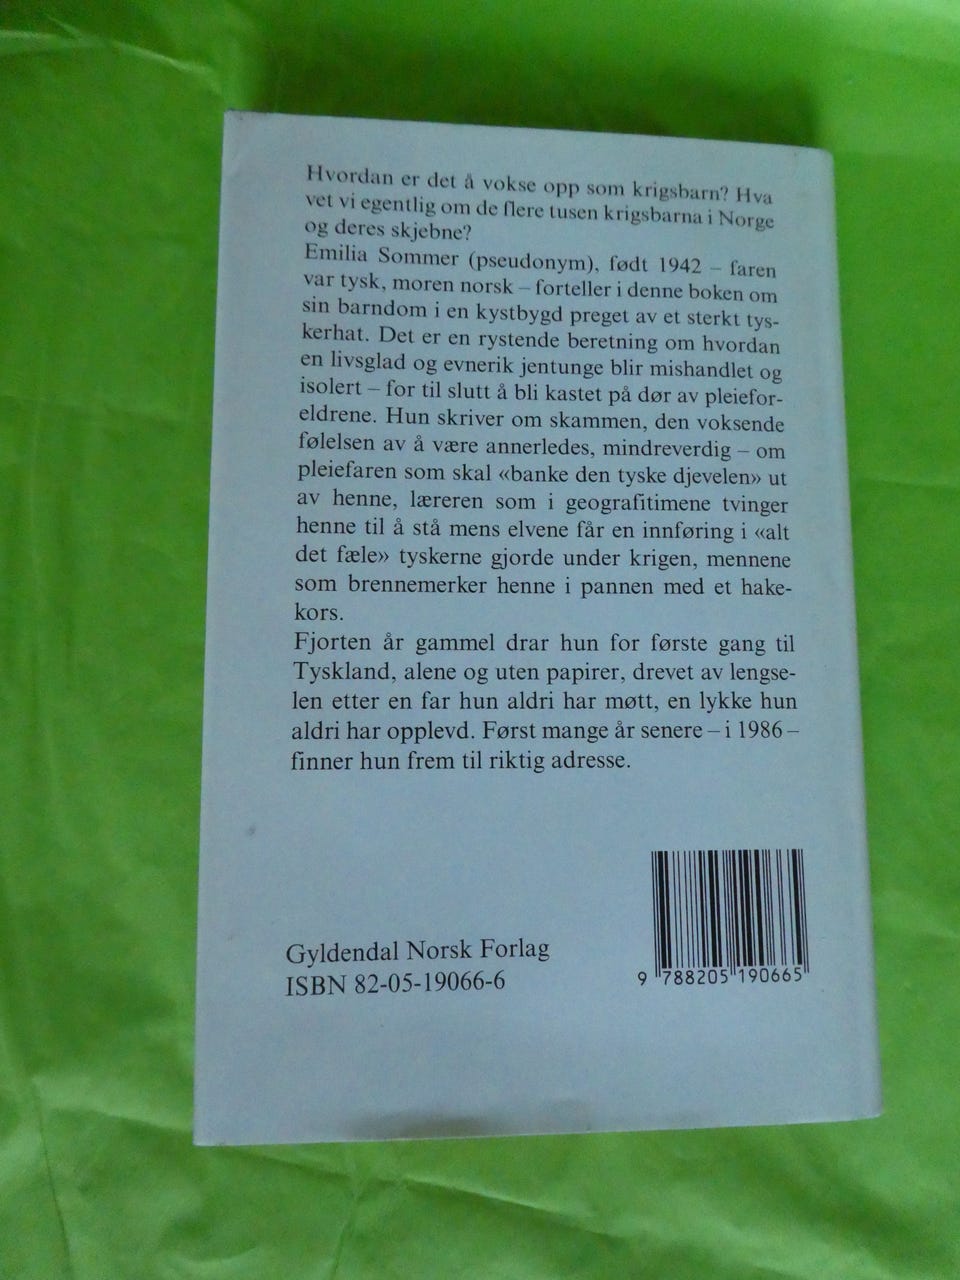 Hvordan er det å vokse opp som krigsbarn? Hva
vet vi egentlig om de flere tusen krigsbarna i Norge
og deres skjebne?
Emilia Sommer (pseudonym), født 1942 – faren
var tysk, moren norsk – forteller i denne boken om
sin barndom i en kystbygd preget av et sterkt tys-
kerhat. Det er en rystende beretning om hvordan
en livsglad og evnerik jentunge blir mishandlet og
isolert – for til slutt å bli kastet på dør av pleiefor-
eldrene. Hun skriver om skammen, den voksende
følelsen av å være annerledes, mindreverdig – om
pleiefaren som skal «banke den tyske djevelen» ut
av henne, læreren som i geografitimene tvinger
henne til å stå mens elvene får en innføring i «alt
det fæle» tyskerne gjorde under krigen, mennene
som brennemerker henne i pannen med et hake-
kors.
Fjorten år gammel drar hun for første gang til
Tyskland, alene og uten papirer, drevet av lengse-
len etter en far hun aldri har møtt, en lykke hun
aldri har opplevd. Først mange år senere – i 1986 –
finner hun frem til riktig adresse.
Gyldendal Norsk Forlag
ISBN 82-05-19066-6
9 788205 190665